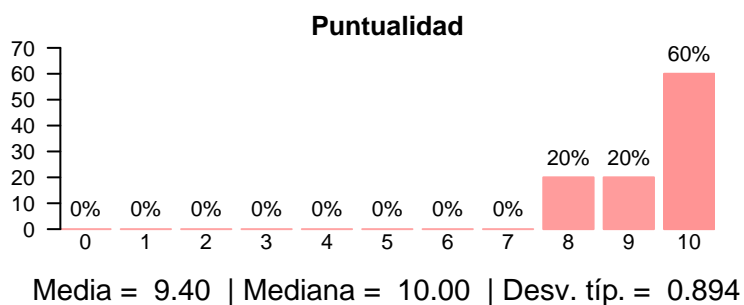 Puntualidad
70
60
50
40
30
20
10
0
0% 0% 0% 0% 0% 0% 0% 0% 20% 20% 60%
0 1 2 3 4 5 6 7 8 9 10
Media = 9.40 | Mediana = 10.00 | Desv. típ. = 0.894